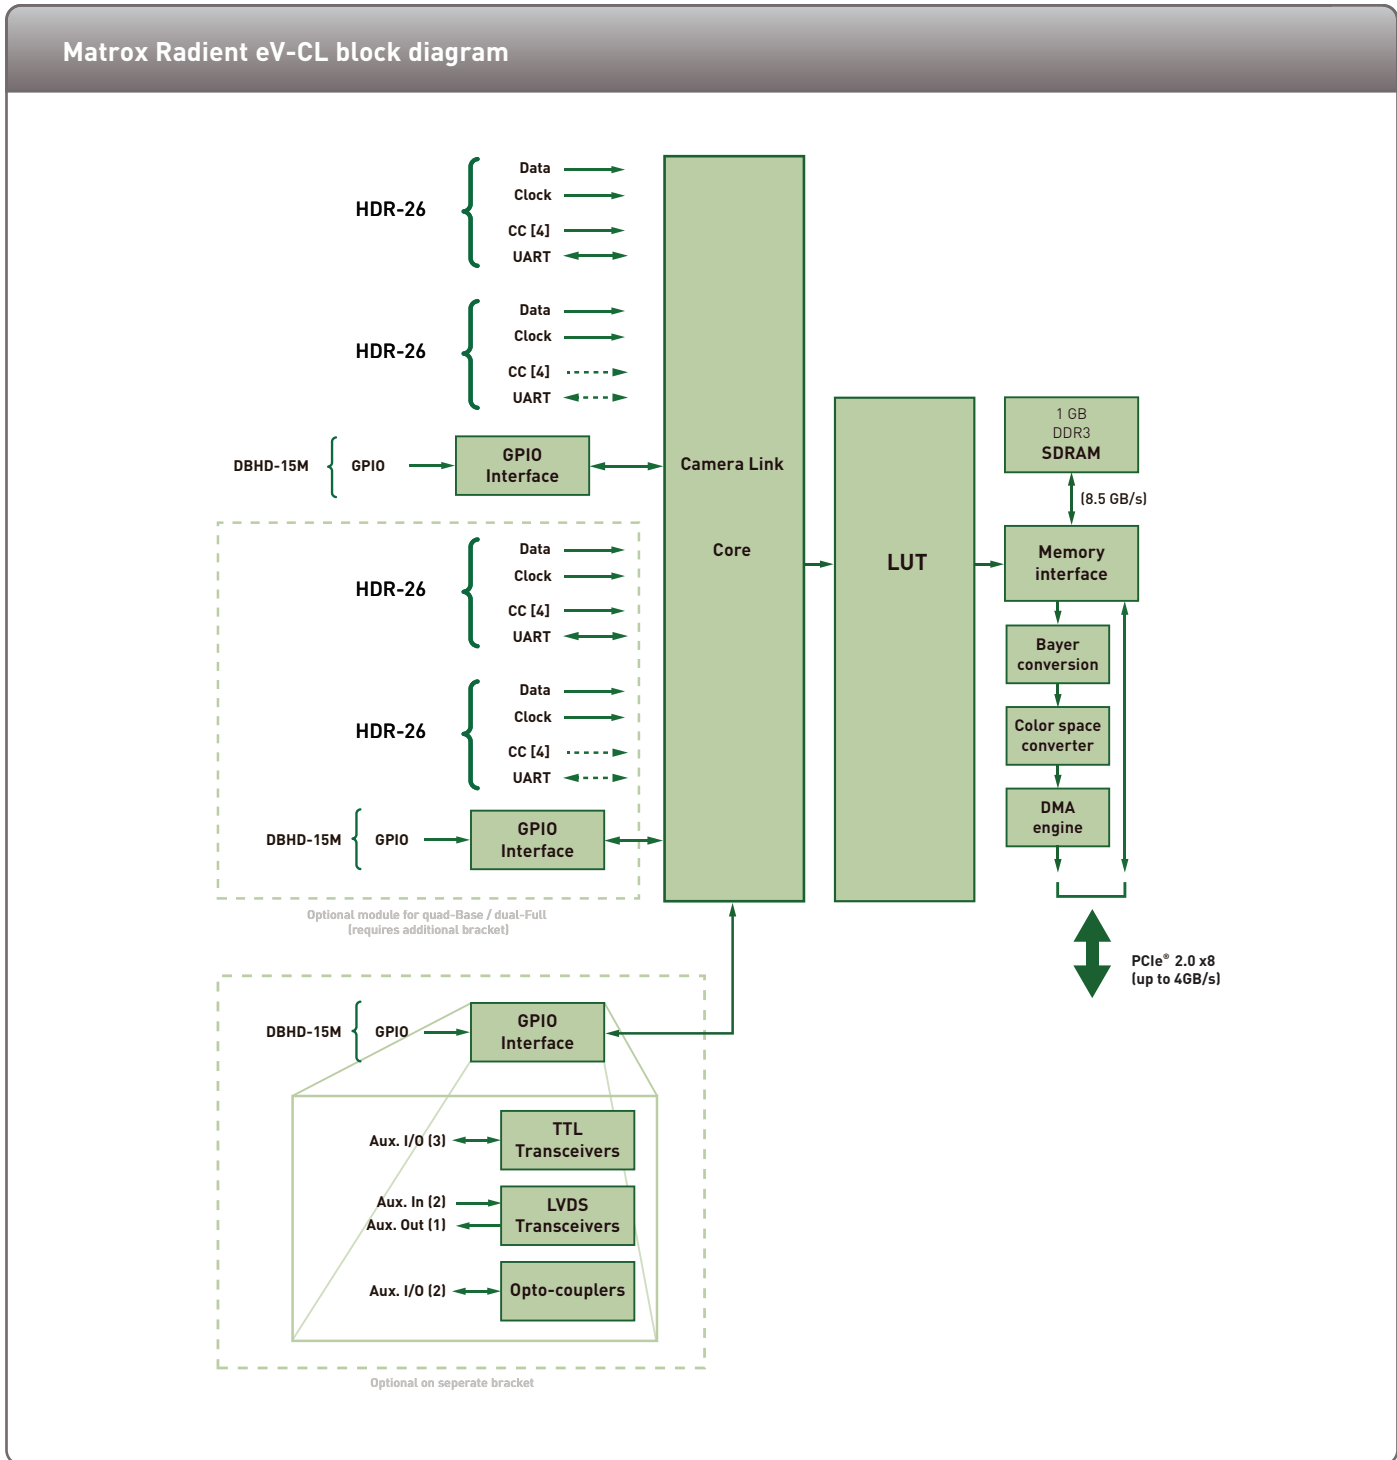 Matrox Radient eV-CL block diagram
HDR-26
Data
Clock
CC [4]
UART
HDR-26
Data
Clock
CC [4]
UART
DBHD-15M
GPIO
GPIO
Interface
HDR-26
Data
Clock
CC [4]
UART
HDR-26
Data
Clock
CC [4]
UART
DBHD-15M
GPIO
GPIO
Interface
Optional module for quad-Base / dual-Full
(requires additional bracket)
Camera Link
Core
LUT
1 GB
DDR3
SDRAM
(8.5 GB/s)
Memory
interface
Bayer
conversion
Color space
converter
DMA
engine
PCIe® 2.0 x8
(up to 4GB/s)
DBHD-15M
GPIO
GPIO
Interface
Aux. I/O (3)
TTL
Transceivers
Aux. In (2)
Aux. Out (1)
LVDS
Transceivers
Aux. I/O (2)
Opto-couplers
Optional on seperate bracket